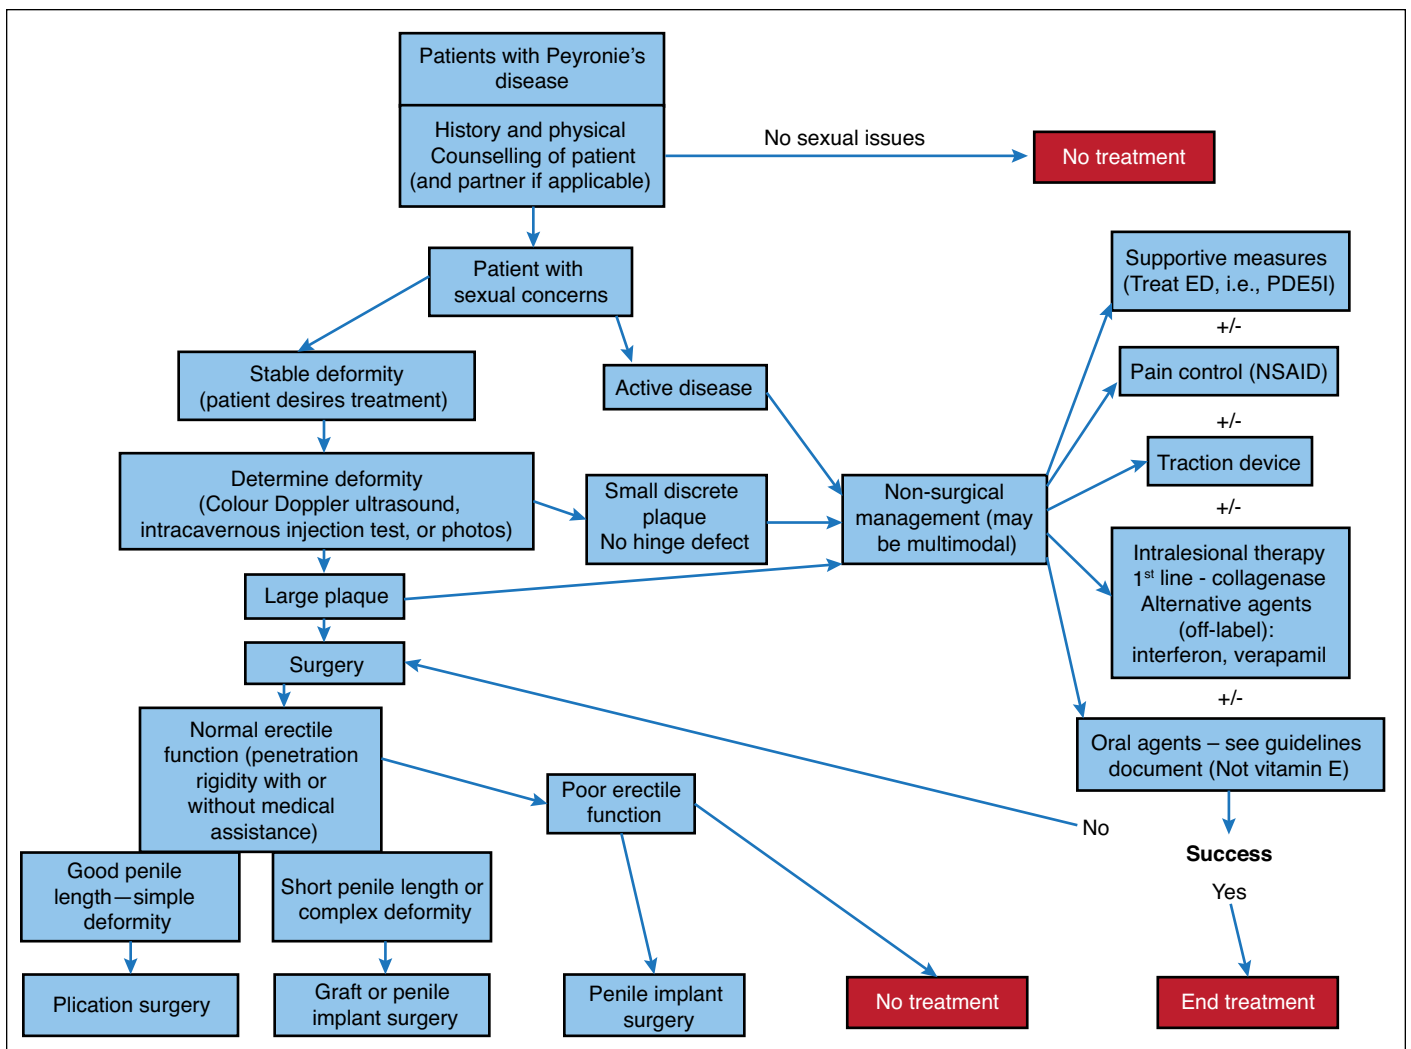 Patients with Peyronie’s
disease
History and physical
Counselling of patient
(and partner if applicable)
No sexual issues
No treatment
Patient with
sexual concerns
Supportive measures
(Treat ED, i.e., PDE5I)
+/-
Stable deformity
(patient desires treatment)
Active disease
Pain control (NSAID)
+/-
Traction device
+/-
Determine deformity
(Colour Doppler ultrasound,
intracavernous injection test, or photos)
Small discrete
plaque
No hinge defect
Non-surgical
management (may
be multimodal)
Intralesional therapy
1st line - collagenase
Alternative agents
(off-label):
interferon, verapamil
+/-
Large plaque
Surgery
Oral agents – see guidelines
document (Not vitamin E)
Normal erectile
function (penetration
rigidity with or
without medical
assistance)
Poor erectile
function
No
Success
Yes
Good penile
length—simple
deformity
Short penile length or
complex deformity
Plication surgery
Graft or penile
implant surgery
Penile implant
surgery
No treatment
End treatment